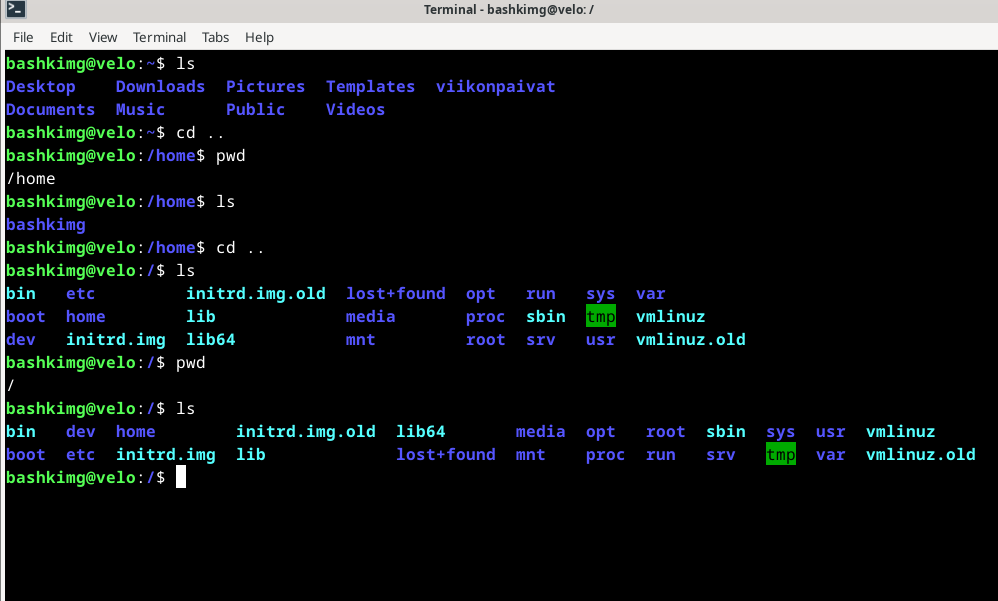 Terminal - bashkimg@velo: /
File Edit View Terminal Tabs Help
bashkimg@velo:~$ ls
Desktop    Downloads  Pictures  Templates  viikonpaivat
Documents  Music      Public    Videos
bashkimg@velo:~$ cd ..
bashkimg@velo:/home$ pwd
/home
bashkimg@velo:/home$ ls
bashkimg
bashkimg@velo:/home$ cd ..
bashkimg@velo:/$ ls
bin   etc         initrd.img.old  lost+found  opt   run   sys  var
boot  home        lib             media       proc  sbin  tmp  vmlinuz
dev   initrd.img  lib64           mnt         root  srv   usr  vmlinuz.old
bashkimg@velo:/$ pwd
/
bashkimg@velo:/$ ls
bin   dev  home        initrd.img.old  lib64       media  opt   root  sbin  sys  usr  vmlinuz
boot  etc  initrd.img  lib             lost+found  mnt    proc  run   srv   tmp  var  vmlinuz.old
bashkimg@velo:/$